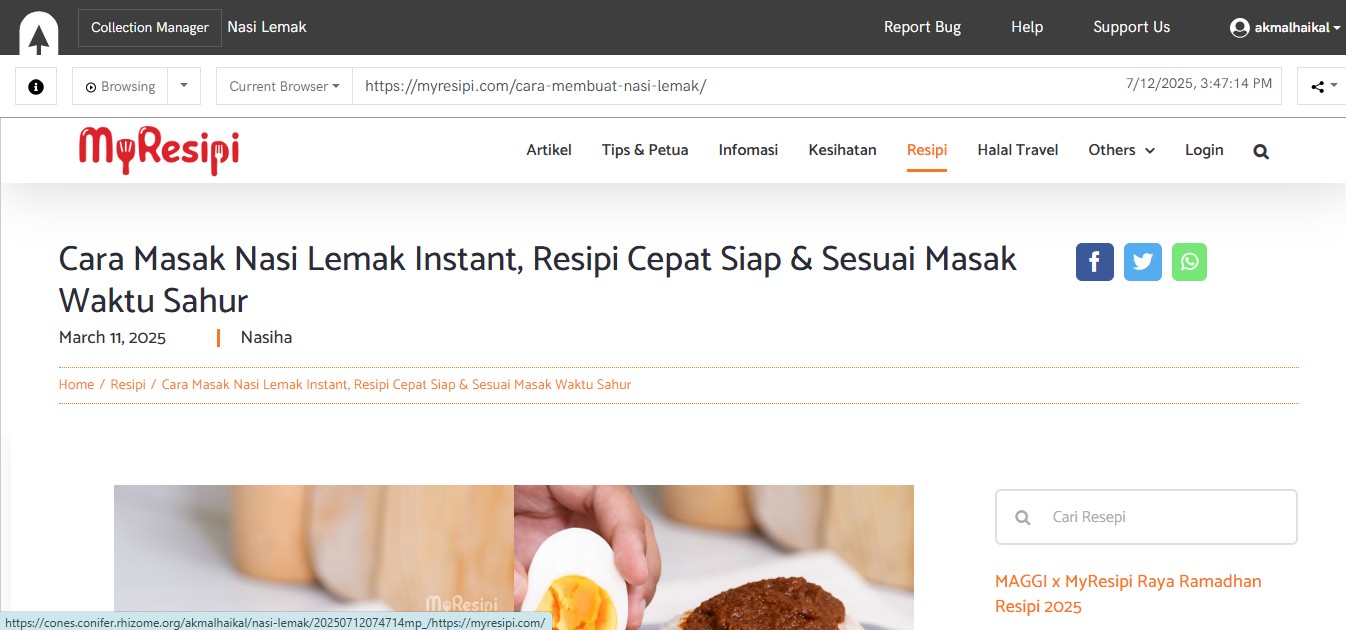 Collection Manager
Nasi Lemak
Report Bug
Help
Support Us
akmalhaikal
Browsing
Current Browser
https://myresipi.com/cara-membuat-nasi-lemak/
7/12/2025, 3:47:14 PM
MyResipi
Artikel
Tips & Petua
Infomasi
Kesihatan
Resipi
Halal Travel
Others
Login
Cara Masak Nasi Lemak Instant, Resipi Cepat Siap & Sesuai Masak
Waktu Sahur
March 11, 2025
Nasiha
Home / Resipi / Cara Masak Nasi Lemak Instant, Resipi Cepat Siap & Sesuai Masak Waktu Sahur
Cari Resepi
MAGGI x MyResipi Raya Ramadhan
Resipi 2025
MyResipi
https://cones.conifer.rhizome.org/akmalhaikal/nasi-lemak/20250712074714mp_/https://myresipi.com/